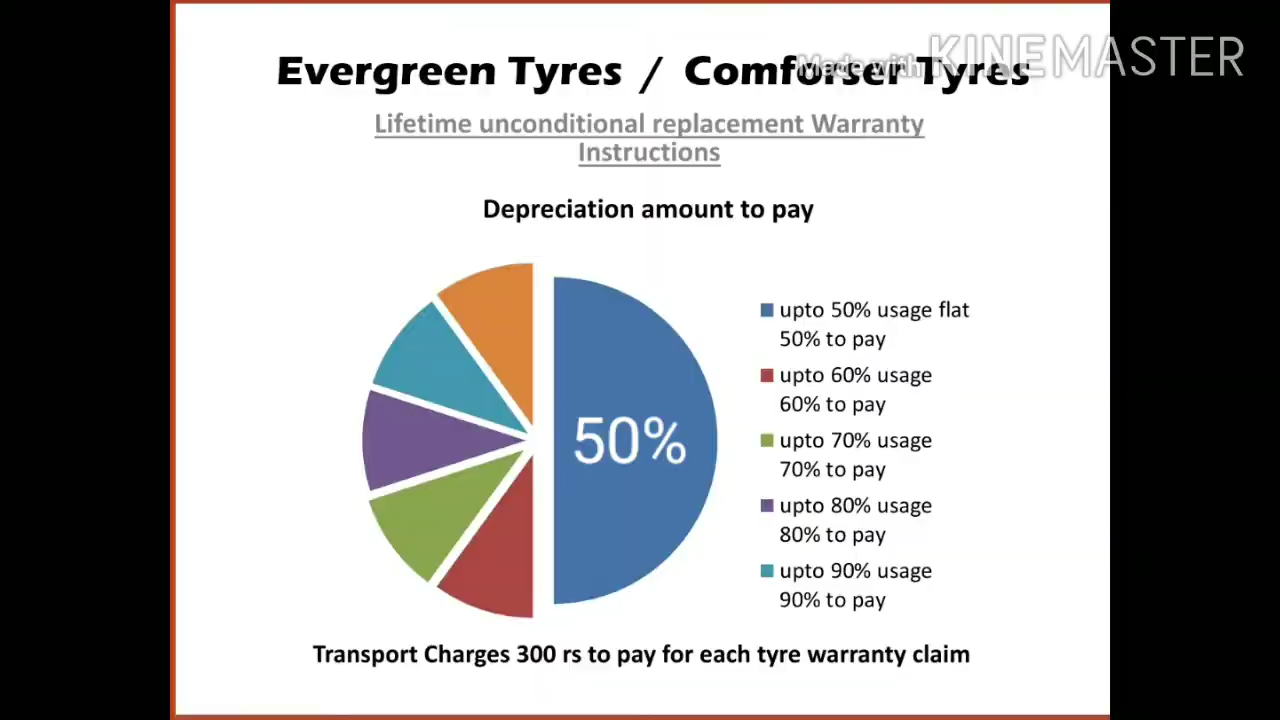 Made with KINEMASTER
Evergreen Tyres / Comforser Tyres
Lifetime unconditional replacement Warranty
Instructions
Depreciation amount to pay
50%
upto 50% usage flat
50% to pay
upto 60% usage
60% to pay
upto 70% usage
70% to pay
upto 80% usage
80% to pay
upto 90% usage
90% to pay
Transport Charges 300 rs to pay for each tyre warranty claim